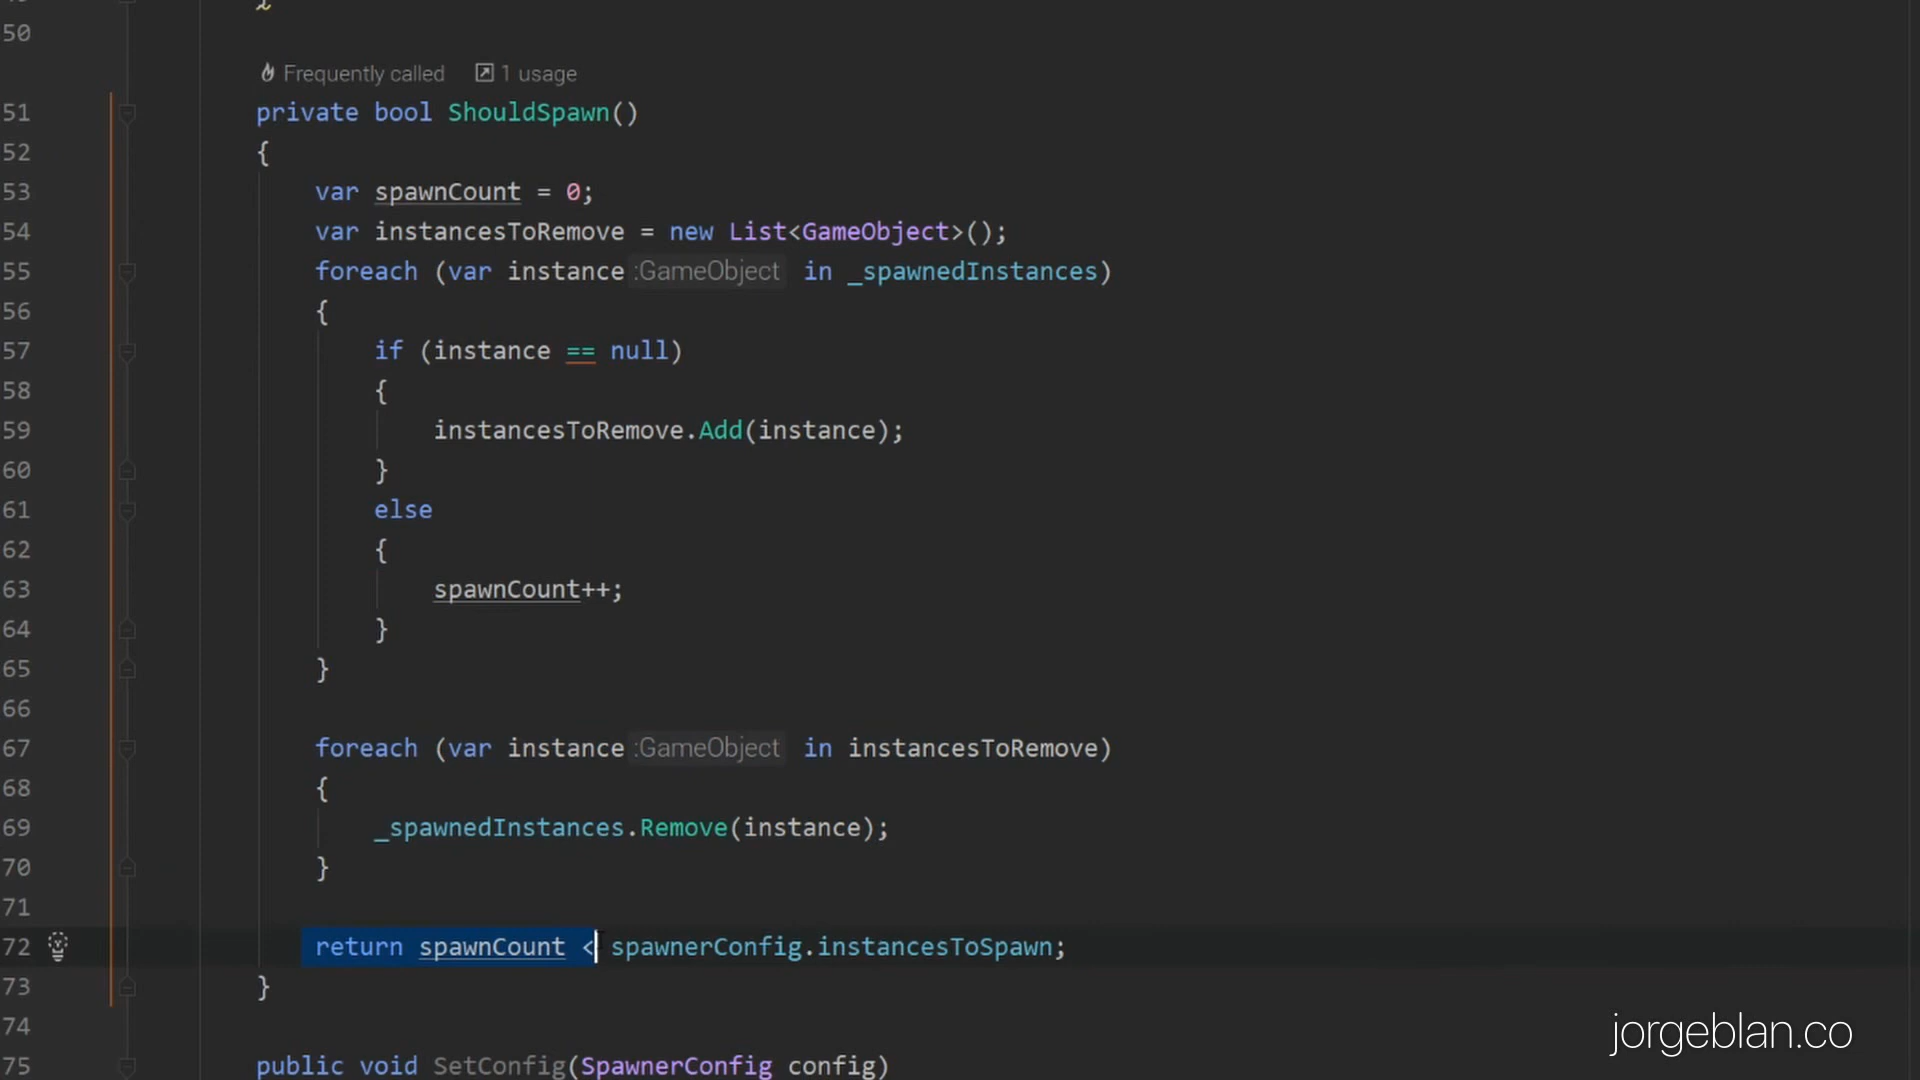 50
Frequently called 1 usage
51 private bool ShouldSpawn()
52 {
53 var spawnCount = 0;
54 var instancesToRemove = new List<GameObject>();
55 foreach (var instance :GameObject in _spawnedInstances)
56 {
57 if (instance == null)
58 {
59 instancesToRemove.Add(instance);
60 }
61 else
62 {
63 spawnCount++;
64 }
65 }
66
67 foreach (var instance :GameObject in instancesToRemove)
68 {
69 _spawnedInstances.Remove(instance);
70 }
71
72 return spawnCount < spawnerConfig.instancesToSpawn;
73 }
74
75 public void SetConfig(SpawnerConfig config)
jorgeblan.co